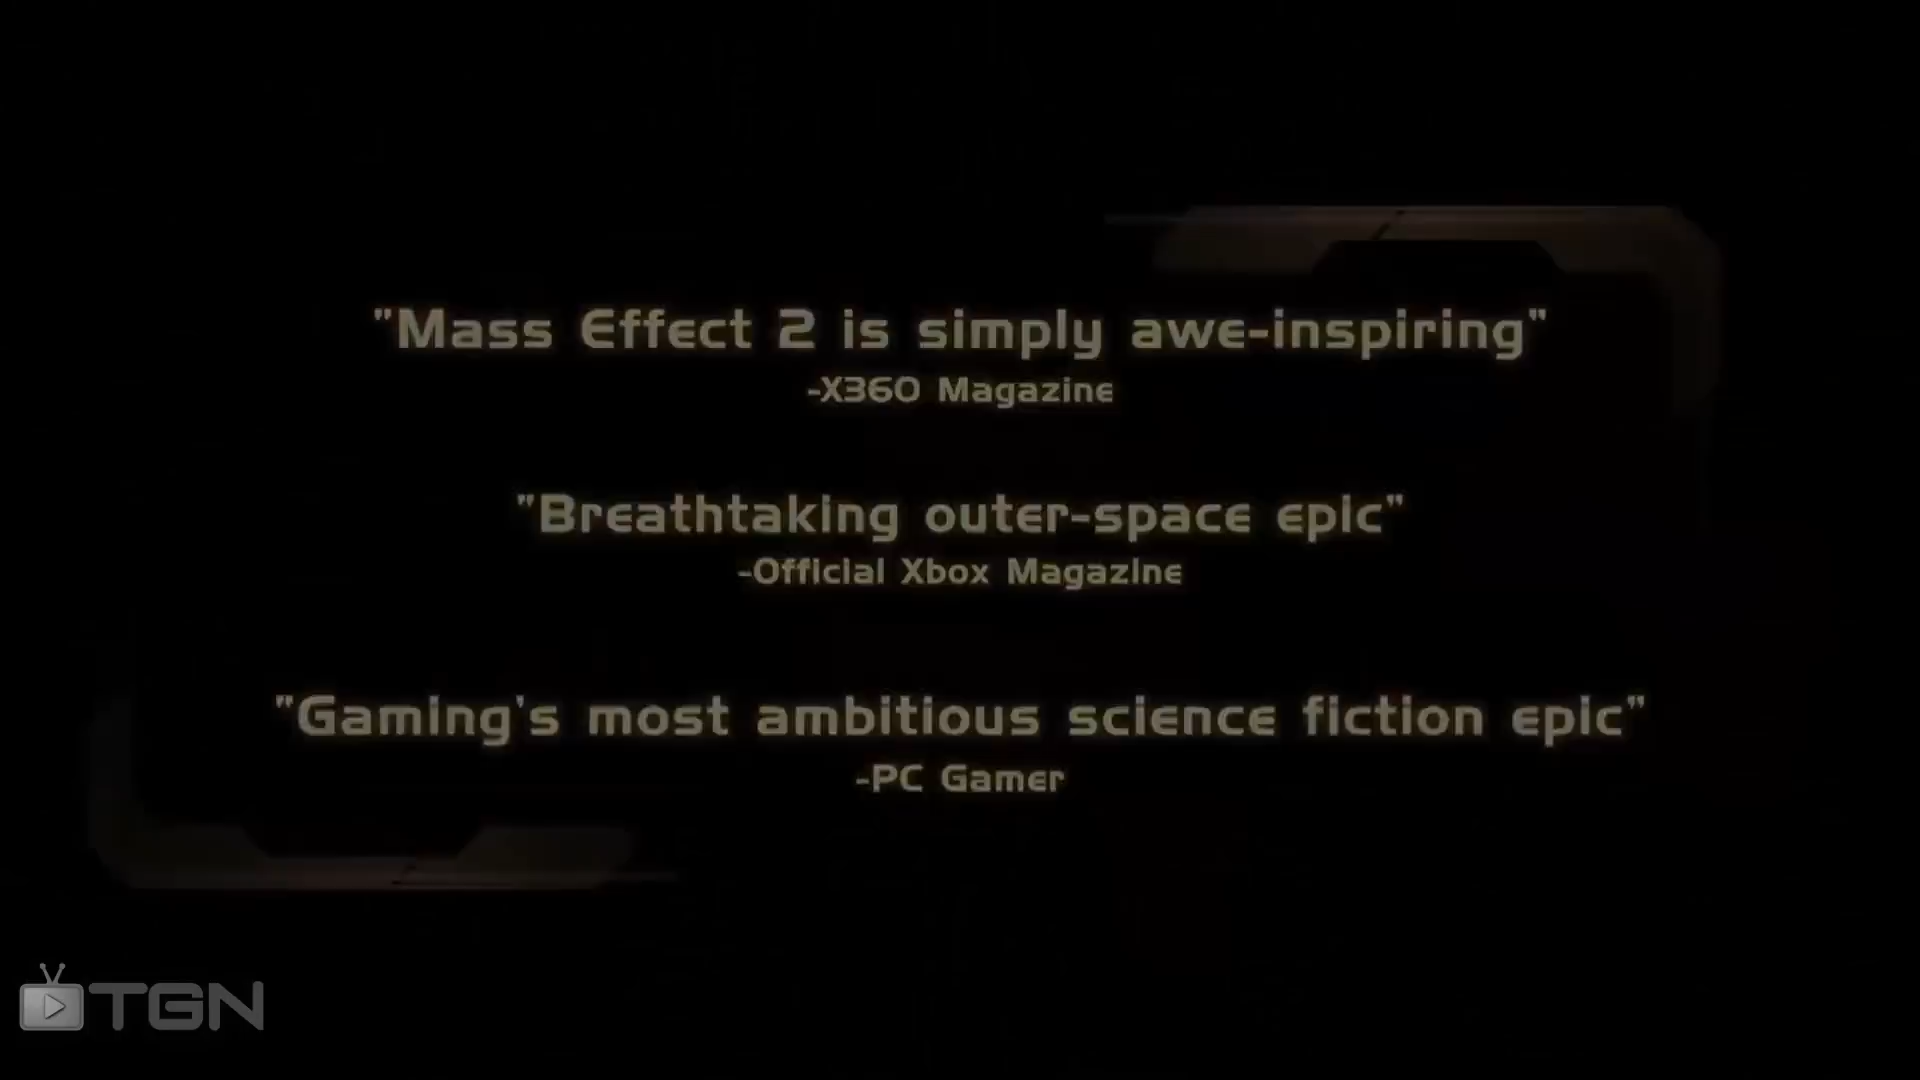 "Mass Effect 2 is simply awe-inspiring"
-X360 Magazine
"Breathtaking outer-space epic"
-Official Xbox Magazine
"Gaming's most ambitious science fiction epic"
-PC Gamer
TGN